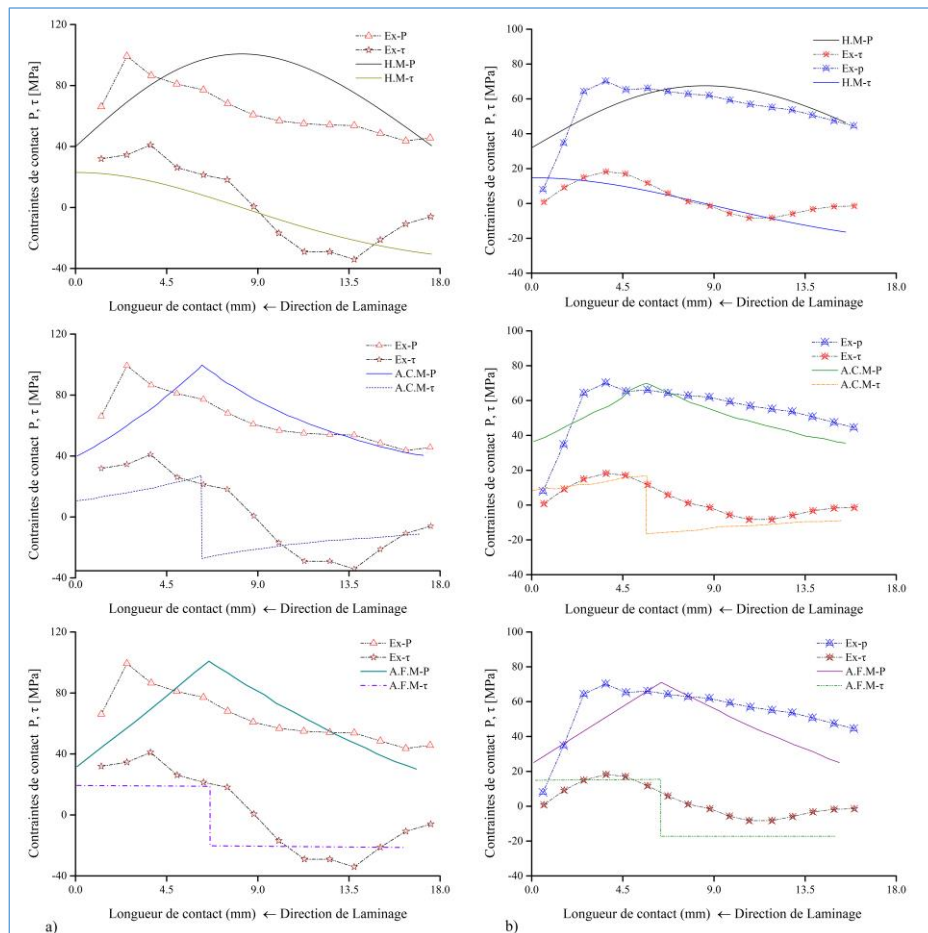 120
80
40
0
-40
Contraintes de contact P, τ [MPa]
Ex-P
Ex-τ
H.M-P
H.M-τ
0.0 4.5 9.0 13.5 18.0
Longueur de contact (mm) ← Direction de Laminage
100
80
60
40
20
0
-20
-40
Contraintes de contact P, τ [MPa]
H.M-P
Ex-τ
Ex-p
H.M-τ
0.0 4.5 9.0 13.5 18.0
Longueur de contact (mm) ← Direction de Laminage
120
80
40
0
-40
Contraintes de contact P, τ [MPa]
Ex-P
Ex-τ
A.C.M-P
A.C.M-τ
0.0 4.5 9.0 13.5 18.0
Longueur de contact (mm) ← Direction de Laminage
100
80
60
40
20
0
-20
-40
Contraintes de contact P, τ [MPa]
Ex-p
Ex-τ
A.C.M-P
A.C.M-τ
0.0 4.5 9.0 13.5 18.0
Longueur de contact (mm) ← Direction de Laminage
120
80
40
0
-40
Contraintes de contact P, τ [MPa]
Ex-P
Ex-τ
A.F.M-P
A.F.M-τ
0.0 4.5 9.0 13.5 18.0
Longueur de contact (mm) ← Direction de Laminage
a)
100
80
60
40
20
0
-20
-40
Contraintes de contact P, τ [MPa]
Ex-p
Ex-τ
A.F.M-P
A.F.M-τ
0.0 4.5 9.0 13.5 18.0
Longueur de contact (mm) ← Direction de Laminage
b)